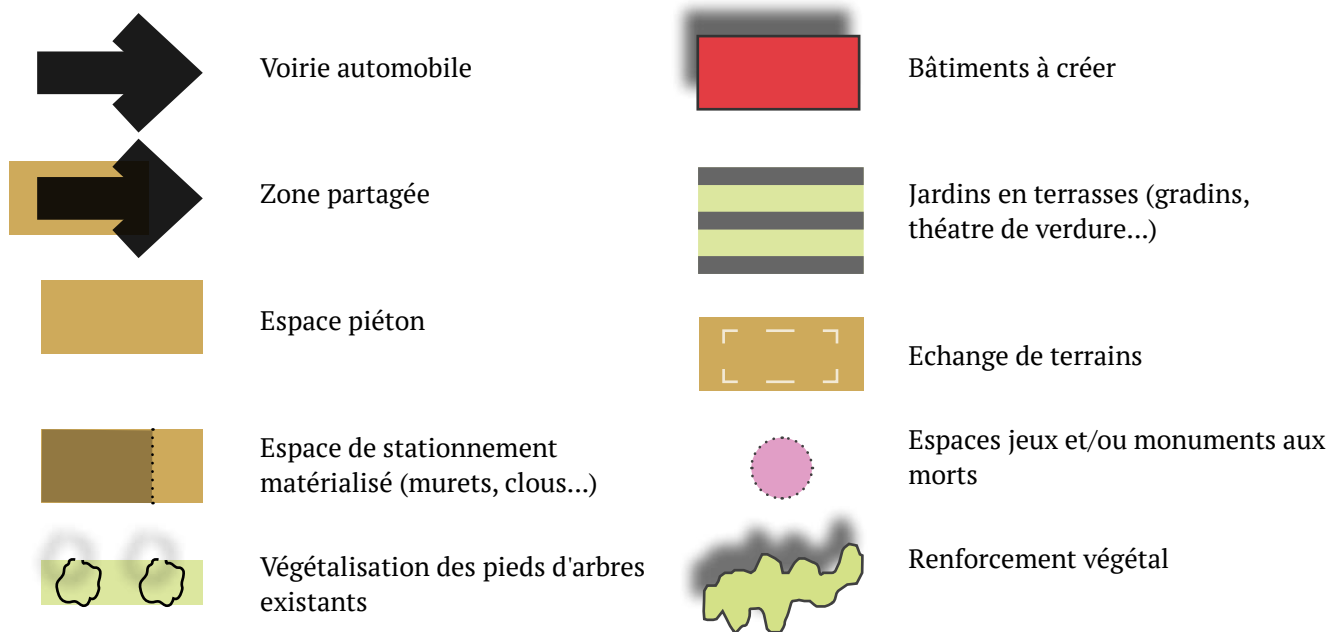 Voirie automobile
Zone partagée
Espace piéton
Espace de stationnement
matérialisé (murets, clous...)
Végétalisation des pieds d'arbres
existants
Bâtiments à créer
Jardins en terrasses (gradins,
théatre de verdure...)
Echange de terrains
Espaces jeux et/ou monuments aux
morts
Renforcement végétal